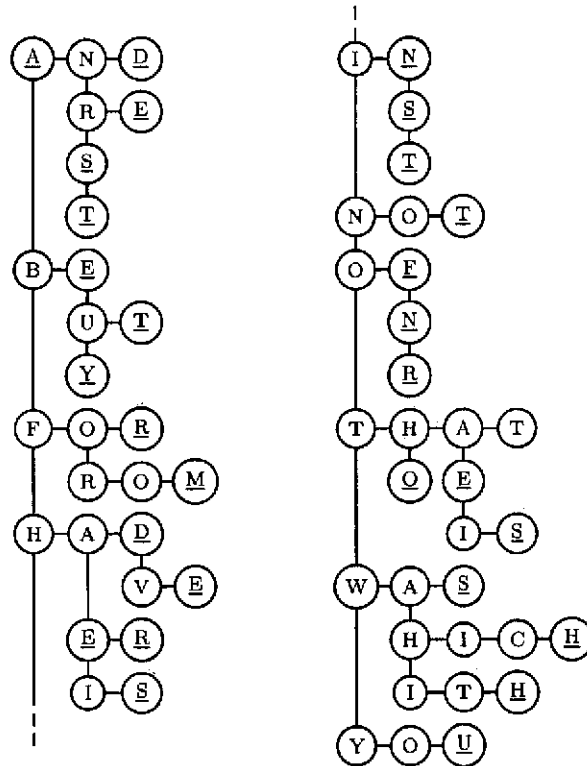 A N D
R E
S
T
B E
U T
Y
F O R
R O M
H A D
V E
E R
I S
I N
S
T
N O T
O F
N
R
T H A T
O E
I S
W A S
H I C H
I T H
Y O U